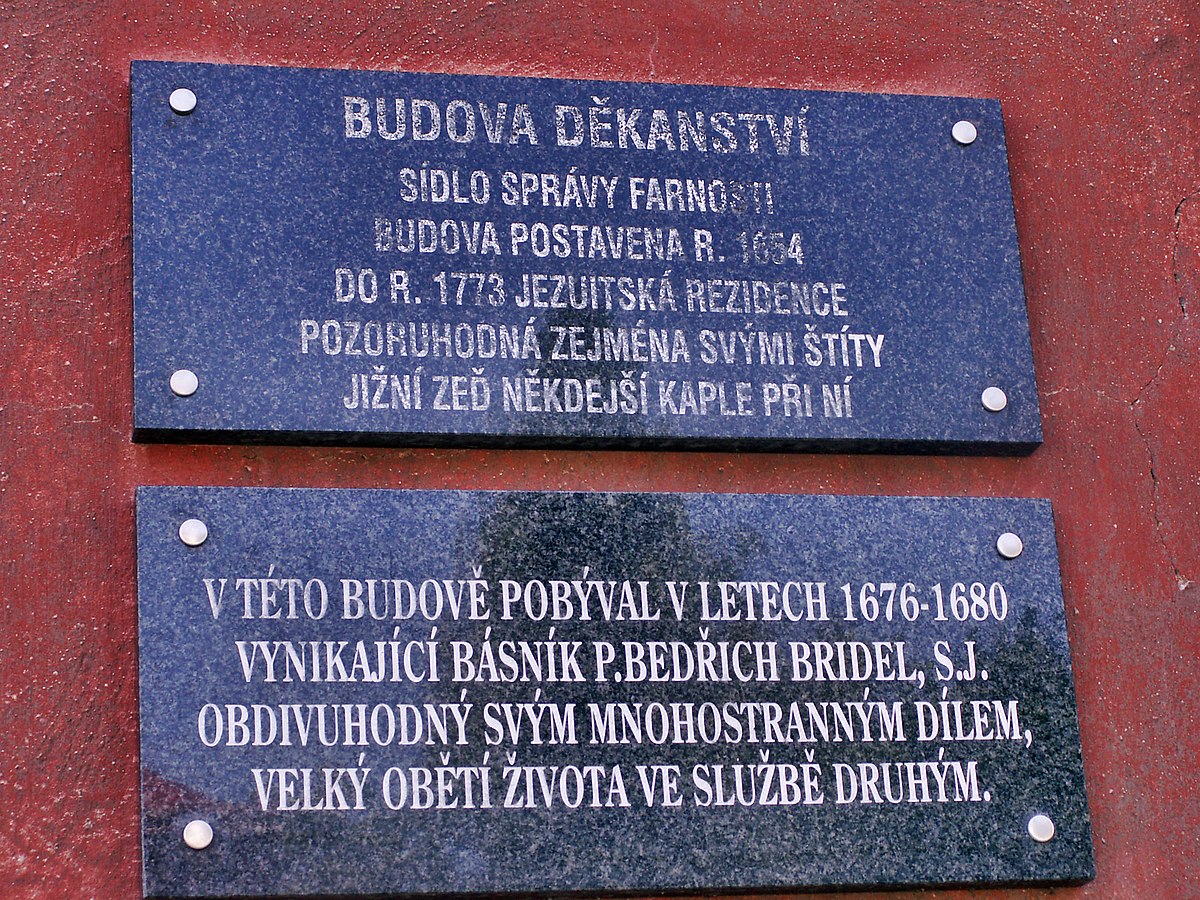 BUDOVA DĚKANSTVÍ
SÍDLO SPRÁVY FARNOSTI
BUDOVA POSTAVENA R. 1654
DO R. 1773 JEZUITSKÁ REZIDENCE
POZORUHODNÁ ZEJMÉNA SVÝMI ŠTÍTY
JIŽNÍ ZEĎ NĚKDEJŠÍ KAPLE PŘI NÍ
V TÉTO BUDOVĚ POBÝVAL V LETECH 1676-1680
VYNIKAJÍCÍ BÁSNÍK P.BEDŘICH BRIDEL, S.J.
OBDIVUHODNÝ SVÝM MNOHOSTRANNÝM DÍLEM,
VELKÝ OBĚTÍ ŽIVOTA VE SLUŽBĚ DRUHÝM.